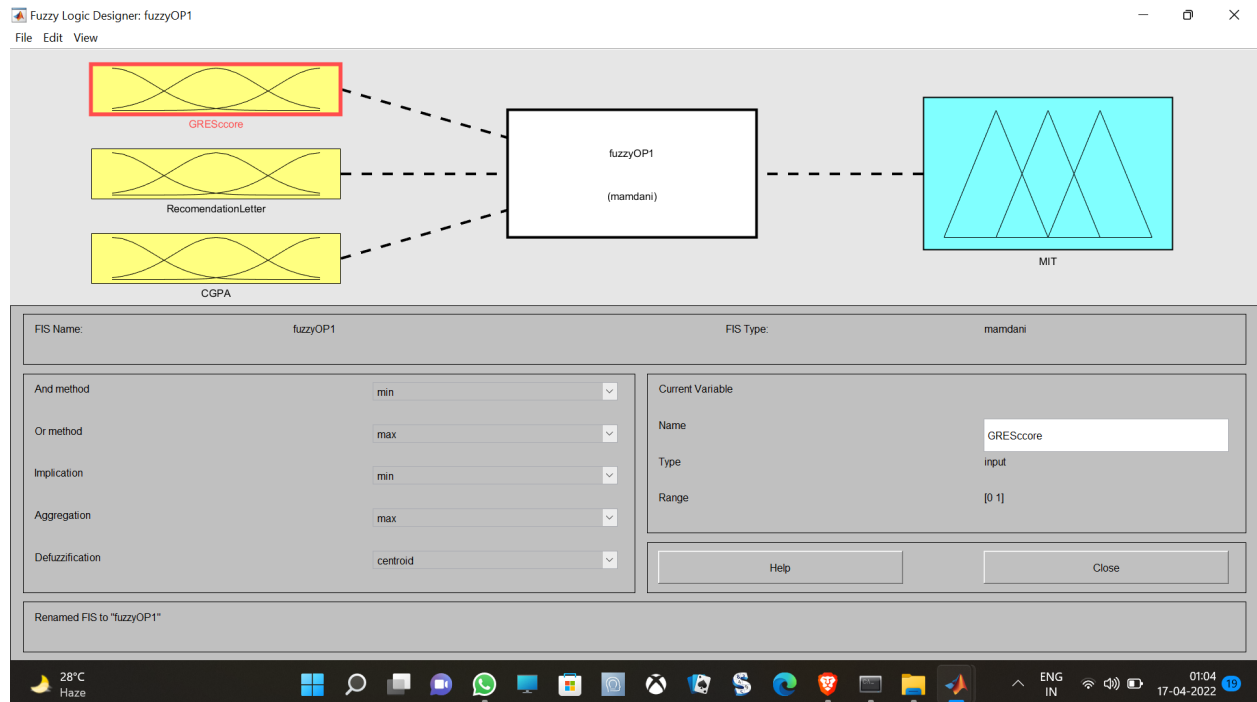 Fuzzy Logic Designer: fuzzyOP1
File Edit View
GRESccore
RecomendationLetter
CGPA
fuzzyOP1
(mamdani)
MIT
FIS Name: fuzzyOP1 FIS Type: mamdani
And method min
Or method max
Implication min
Aggregation max
Defuzzification centroid
Current Variable
Name GRESccore
Type input
Range [0 1]
Help Close
Renamed FIS to "fuzzyOP1"
28°C
Haze
ENG
IN
01:04
17-04-2022
19